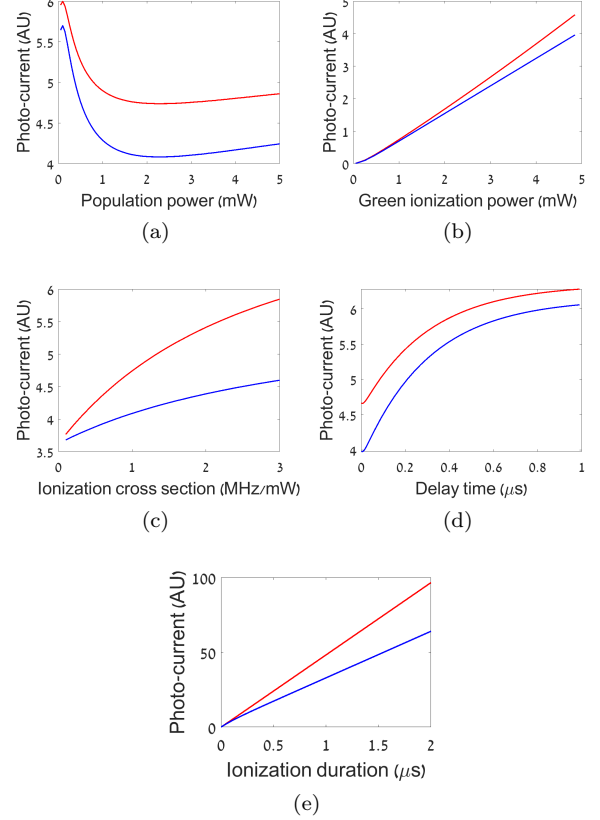 Photo-current (AU)
6
5.5
5
4.5
4
0 1 2 3 4 5
Population power (mW)
(a)
Photo-current (AU)
5
4
3
2
1
0
0 1 2 3 4 5
Green ionization power (mW)
(b)
Photo-current (AU)
6
5.5
5
4.5
4
3.5
0 1 2 3
Ionization cross section (MHz/mW)
(c)
Photo-current (AU)
6
5.5
5
4.5
4
0 0.2 0.4 0.6 0.8 1
Delay time (μs)
(d)
Photo-current (AU)
100
50
0
0 0.5 1 1.5 2
Ionization duration (μs)
(e)